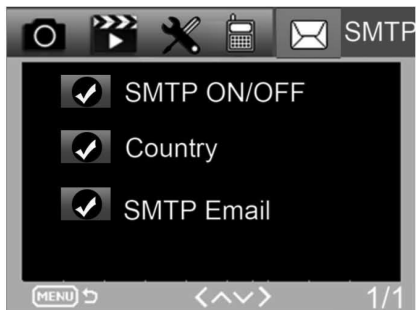 SMTP
SMTP ON/OFF
Country
SMTP Email
MENU 1/1